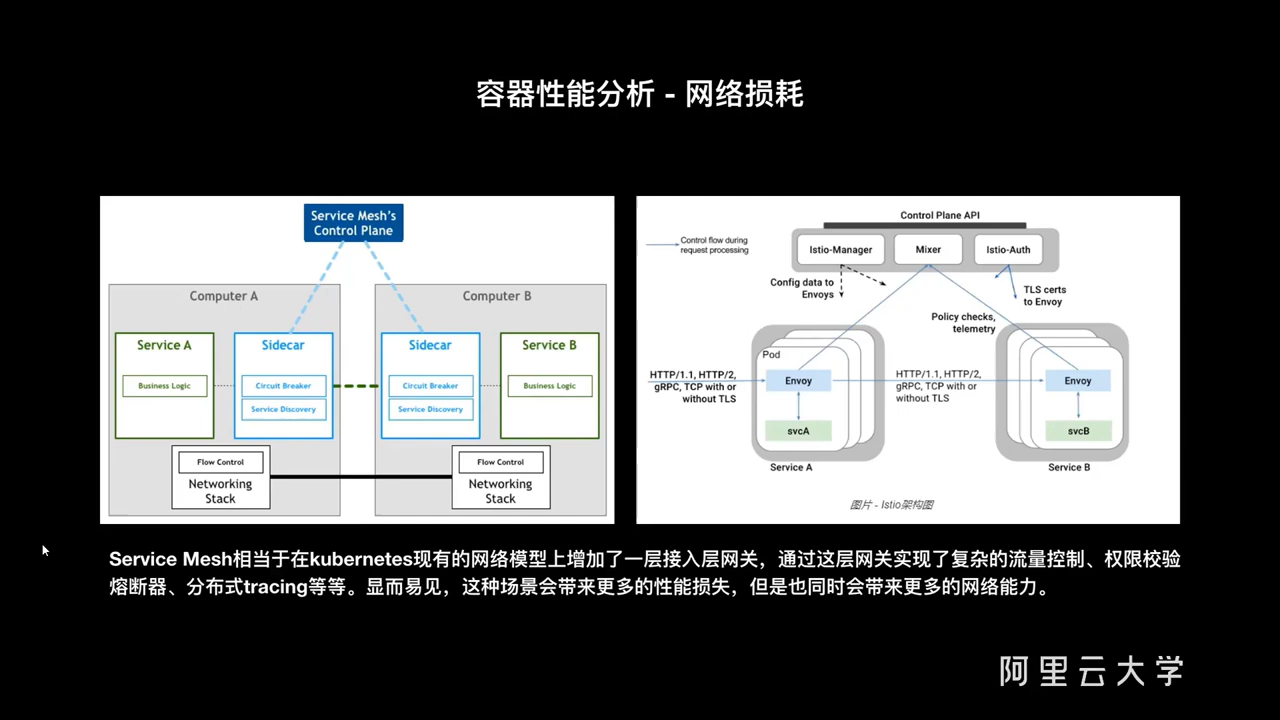 容器性能分析 - 网络损耗
Service Mesh's
Control Plane
Computer A
Computer B
Service A
Sidecar
Sidecar
Service B
Business Logic
Circuit Breaker
Circuit Breaker
Business Logic
Service Discovery
Service Discovery
Flow Control
Flow Control
Networking
Stack
Networking
Stack
Control Plane API
Control flow during
request processing
Istio-Manager
Mixer
Istio-Auth
Config data to
Envoys
TLS certs
to Envoy
Policy checks,
telemetry
Pod
HTTP/1.1, HTTP/2,
gRPC, TCP with or
without TLS
Envoy
HTTP/1.1, HTTP/2,
gRPC, TCP with or
without TLS
Envoy
svcA
svcB
Service A
Service B
图片 - Istio架构图
Service Mesh相当于在kubernetes现有的网络模型上增加了一层接入层网关，通过这层网关实现了复杂的流量控制、权限校验
熔断器、分布式tracing等等。显而易见，这种场景会带来更多的性能损失，但是也同时会带来更多的网络能力。
阿里云大学